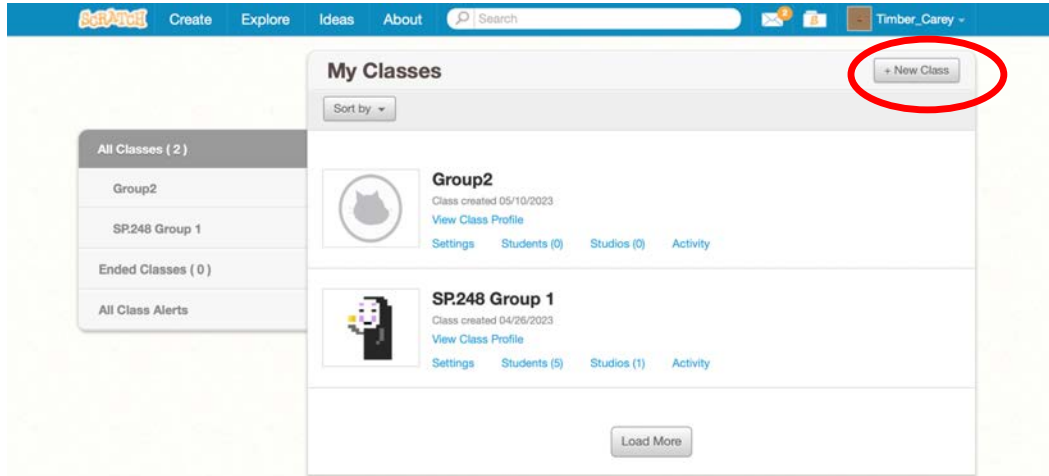 SCRATCH Create Explore Ideas About Search Timber_Carey
My Classes + New Class
Sort by
All Classes ( 2 )
Group2
SP.248 Group 1
Ended Classes ( 0 )
All Class Alerts
Group2
Class created 05/10/2023
View Class Profile
Settings Students (0) Studios (0) Activity
SP.248 Group 1
Class created 04/26/2023
View Class Profile
Settings Students (5) Studios (1) Activity
Load More